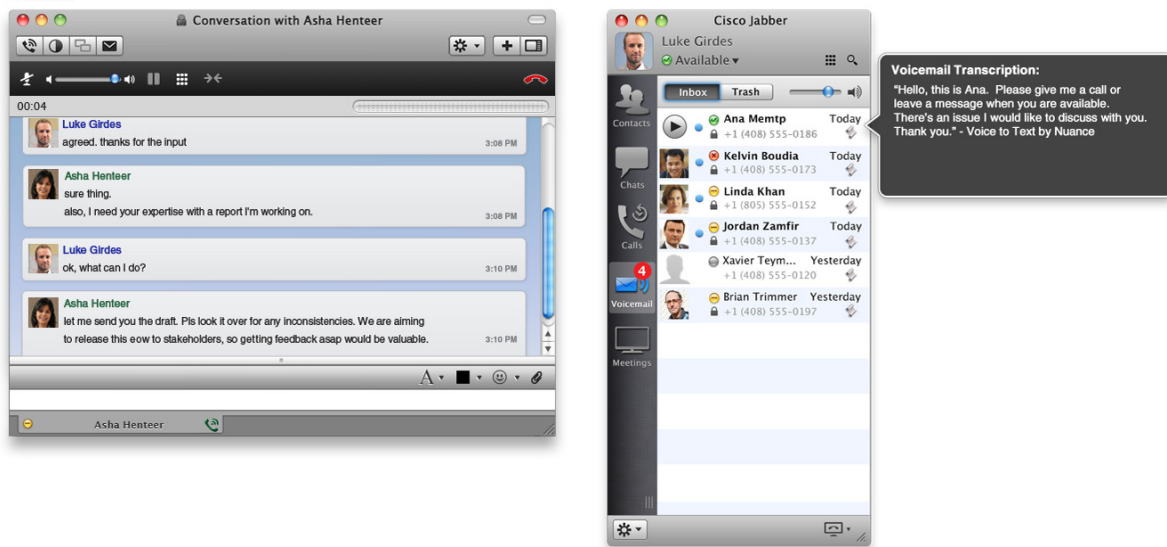 Conversation with Asha Henteer
00:04
Luke Girdes
agreed. thanks for the input
3:08 PM
Asha Henteer
sure thing.
also, I need your expertise with a report I'm working on.
3:08 PM
Luke Girdes
ok, what can I do?
3:10 PM
Asha Henteer
let me send you the draft. Pls look it over for any inconsistencies. We are aiming
to release this eow to stakeholders, so getting feedback asap would be valuable.
3:10 PM
A
Asha Henteer
Cisco Jabber
Luke Girdes
Available
Inbox Trash
Contacts
Chats
Calls
4
Voicemail
Meetings
Ana Memtp Today
+1 (408) 555-0186
Kelvin Boudia Today
+1 (408) 555-0173
Linda Khan Today
+1 (805) 555-0152
Jordan Zamfir Today
+1 (408) 555-0137
Xavier Teym... Yesterday
+1 (408) 555-0120
Brian Trimmer Yesterday
+1 (408) 555-0197
Voicemail Transcription:
"Hello, this is Ana. Please give me a call or
leave a message when you are available.
There's an issue I would like to discuss with you.
Thank you." - Voice to Text by Nuance